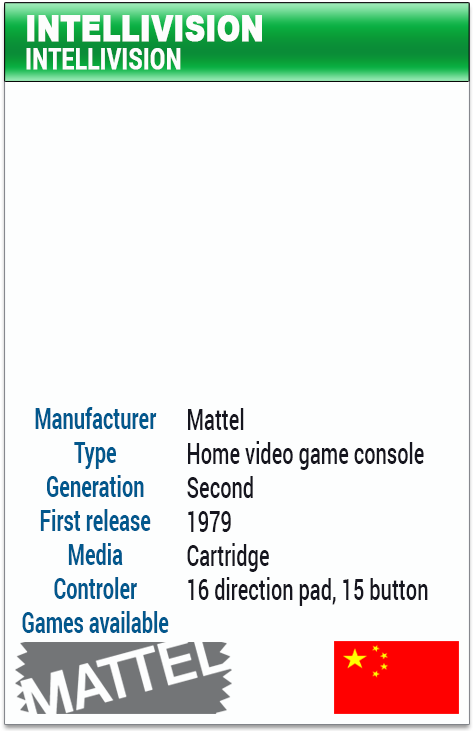 INTELLIVISION
INTELLIVISION
Manufacturer Mattel
Type Home video game console
Generation Second
First release 1979
Media Cartridge
Controler 16 direction pad, 15 button
Games available
MATTEL